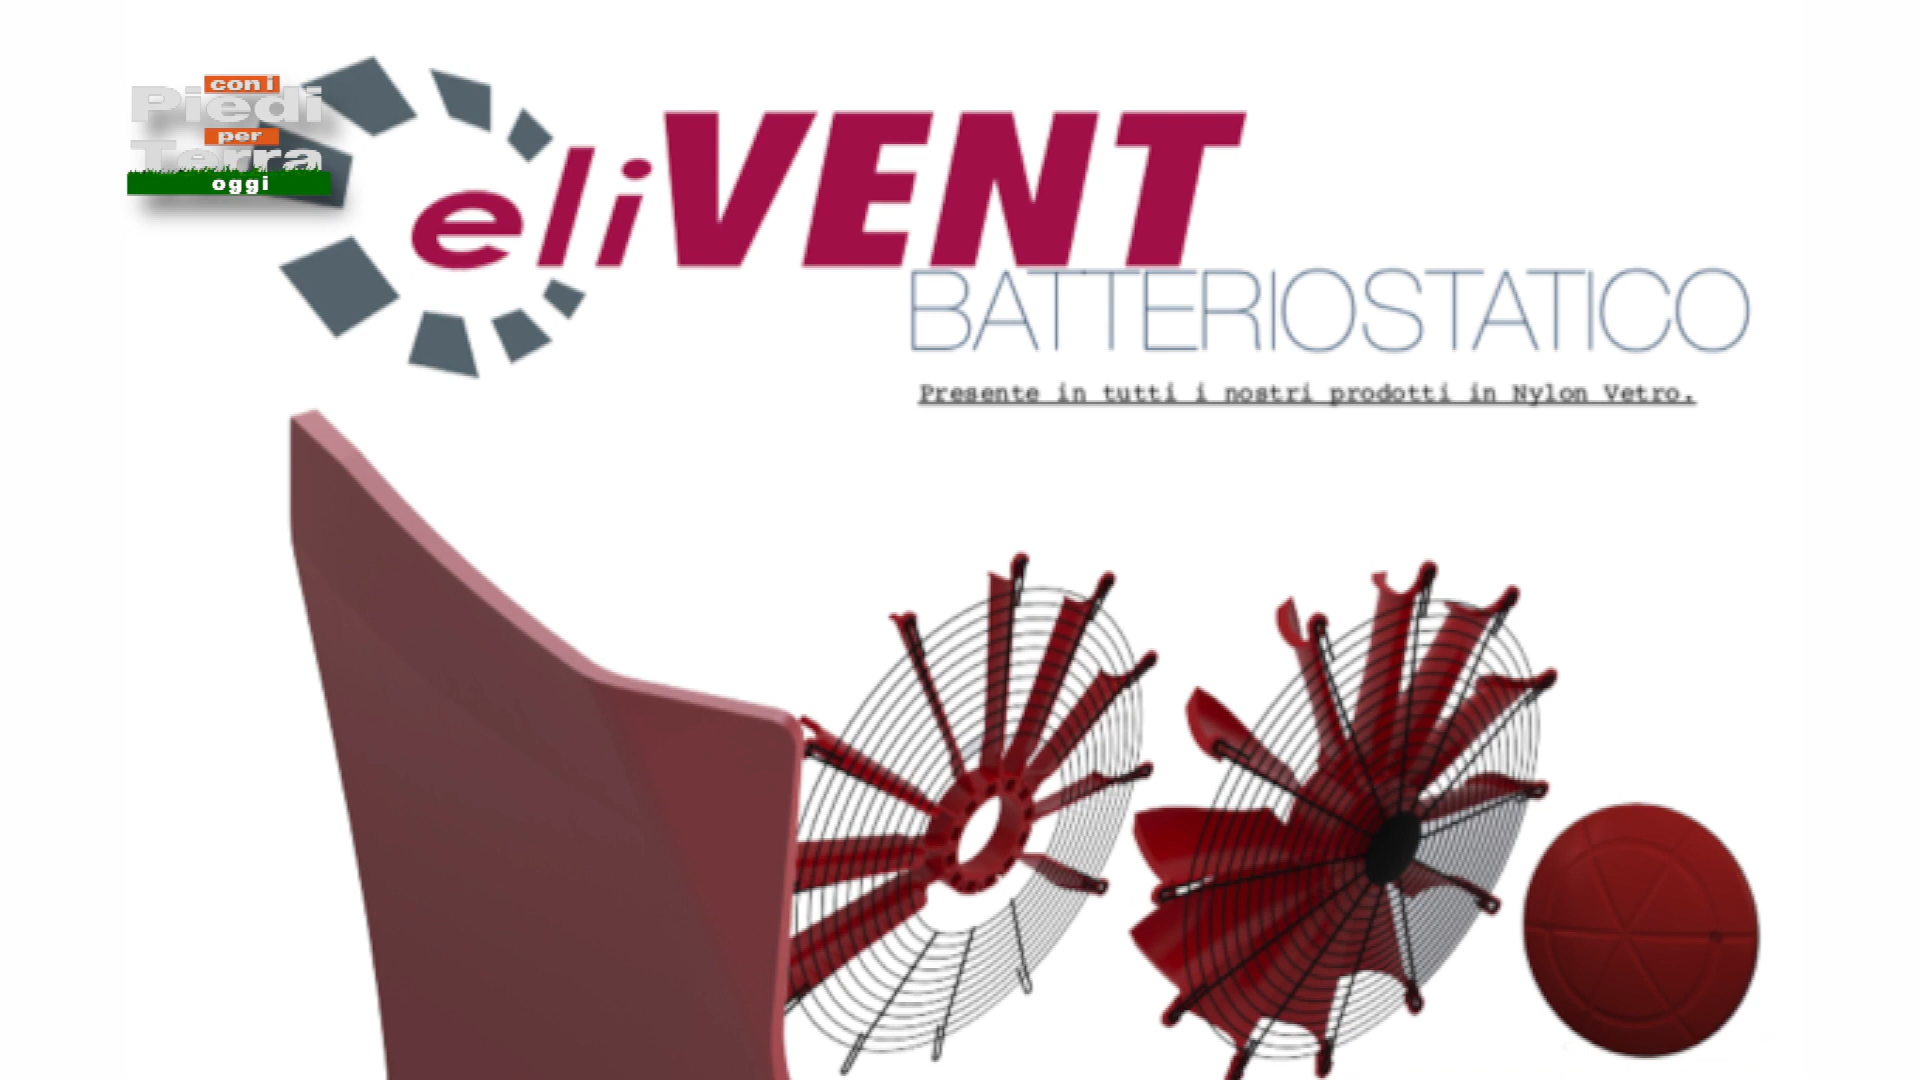 con i
Piedi
per
Terra
oggi
eliVENT
BATTERIOSTATICO
Presente in tutti i nostri prodotti in Nylon Vetro.